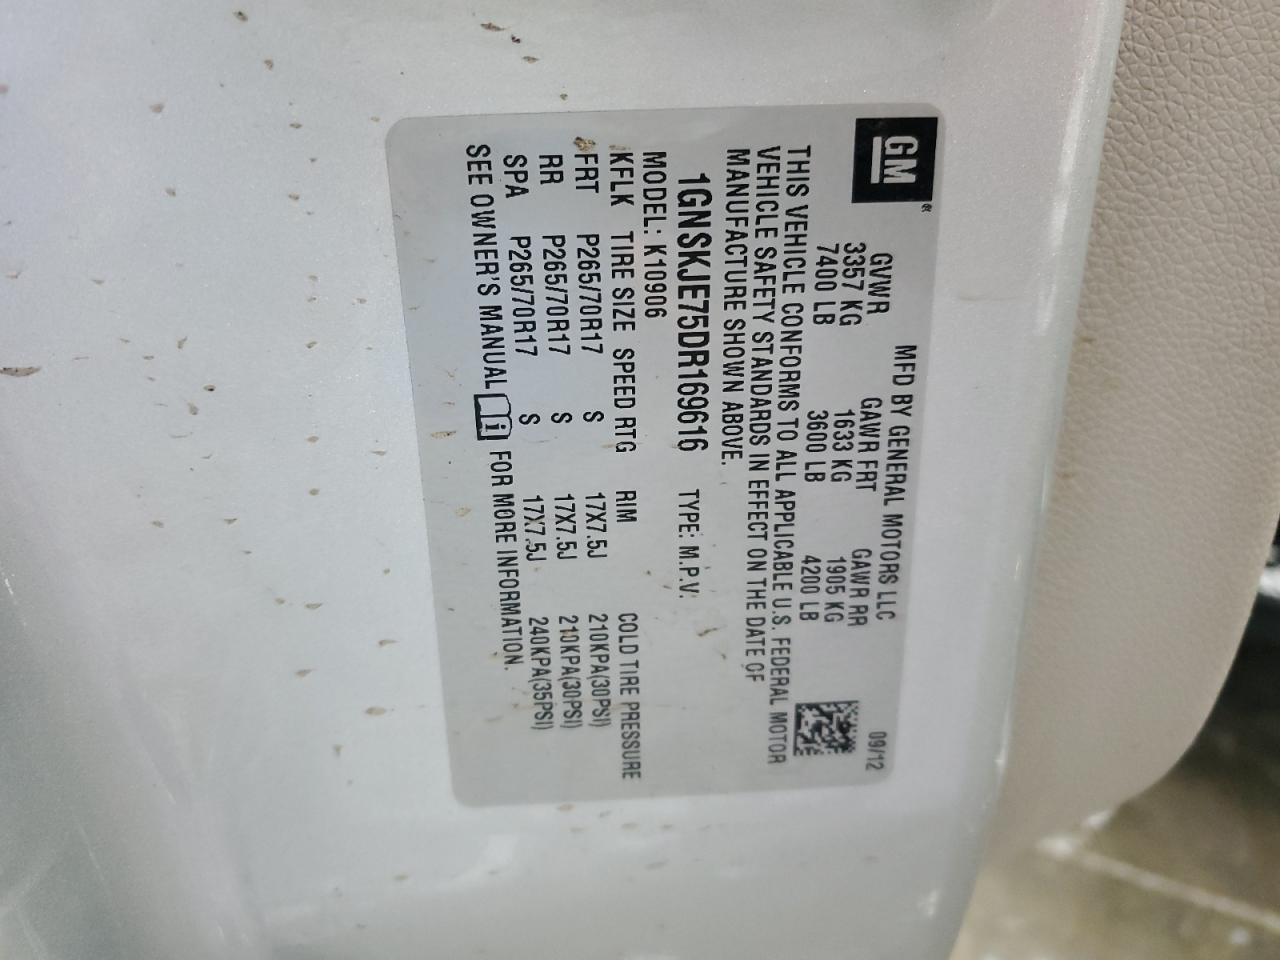 GM
MFD BY GENERAL MOTORS LLC 09/12
GVWR GAWR FRT GAWR RR
3357 KG 1633 KG 1905 KG
7400 LB 3600 LB 4200 LB
THIS VEHICLE CONFORMS TO ALL APPLICABLE U.S. FEDERAL MOTOR
VEHICLE SAFETY STANDARDS IN EFFECT ON THE DATE OF
MANUFACTURE SHOWN ABOVE.
1GNSKJE75DR169616 TYPE: M.P.V.
MODEL: K10906
KFLK TIRE SIZE SPEED RTG RIM COLD TIRE PRESSURE
FRT P265/70R17 S 17X7.5J 210KPA(30PSI)
RR P265/70R17 S 17X7.5J 210KPA(30PSI)
SPA P265/70R17 S 17X7.5J 240KPA(35PSI)
SEE OWNER'S MANUAL i FOR MORE INFORMATION.